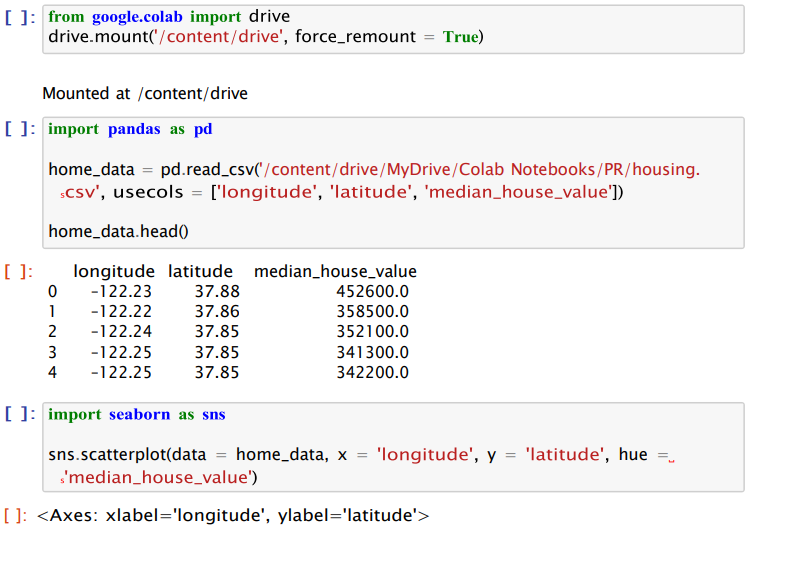 [ ]: from google.colab import drive
drive.mount('/content/drive', force_remount = True)
Mounted at /content/drive
[ ]: import pandas as pd
home_data = pd.read_csv('/content/drive/MyDrive/Colab Notebooks/PR/housing.
↪csv', usecols = ['longitude', 'latitude', 'median_house_value'])
home_data.head()
[ ]: longitude latitude median_house_value
0 -122.23 37.88 452600.0
1 -122.22 37.86 358500.0
2 -122.24 37.85 352100.0
3 -122.25 37.85 341300.0
4 -122.25 37.85 342200.0
[ ]: import seaborn as sns
sns.scatterplot(data = home_data, x = 'longitude', y = 'latitude', hue =␣
↪'median_house_value')
[ ]: <Axes: xlabel='longitude', ylabel='latitude'>